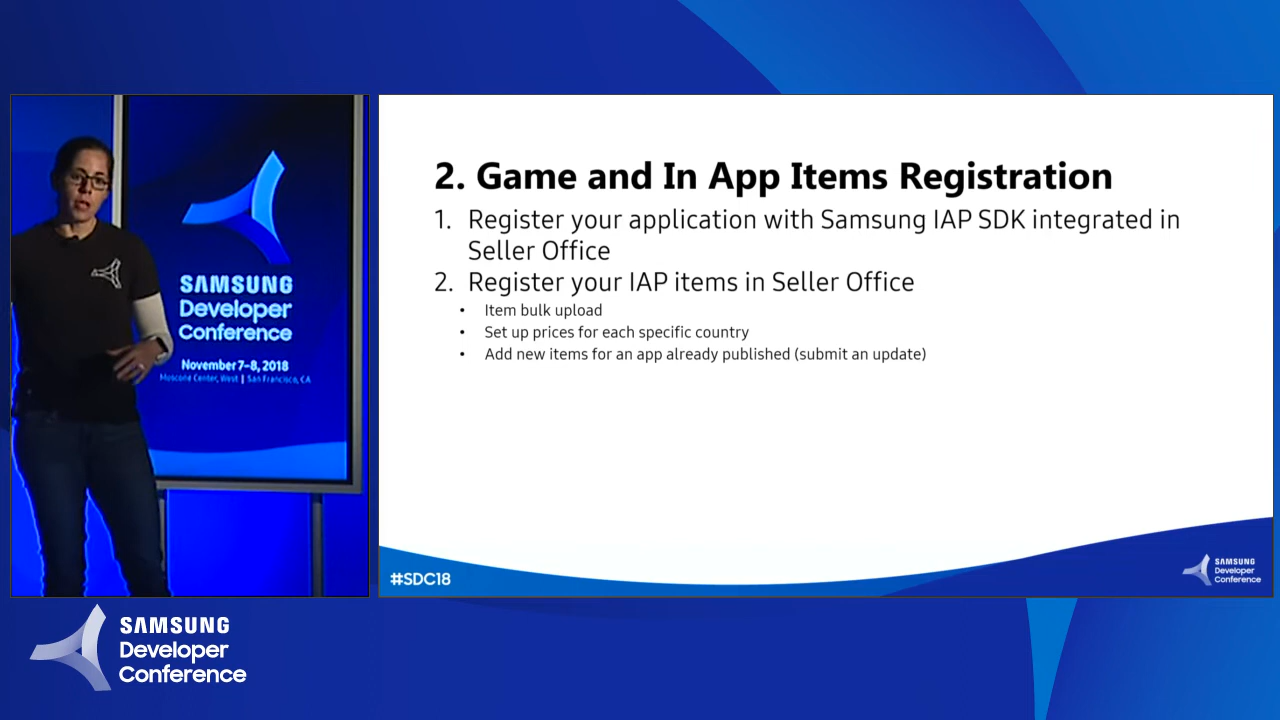 SAMSUNG
Developer
Conference
November 7-8, 2018
Moscone Center, West | San Francisco, CA
2. Game and In App Items Registration
1. Register your application with Samsung IAP SDK integrated in
Seller Office
2. Register your IAP items in Seller Office
• Item bulk upload
• Set up prices for each specific country
• Add new items for an app already published (submit an update)
#SDC18
SAMSUNG
Developer
Conference
SAMSUNG
Developer
Conference